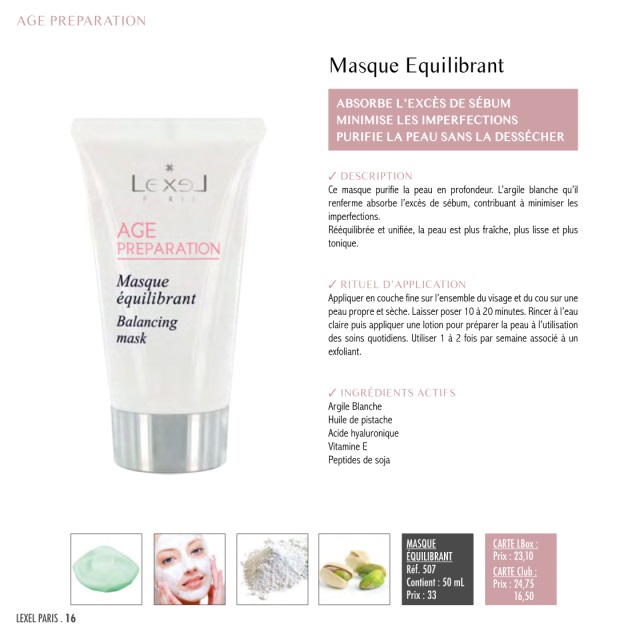 AGE PREPARATION
Masque Equilibrant
ABSORBE L'EXCÈS DE SÉBUM
MINIMISE LES IMPERFECTIONS
PURIFIE LA PEAU SANS LA DESSÉCHER
✓ DESCRIPTION
Ce masque purifie la peau en profondeur. L'argile blanche qu'il
renferme absorbe l'excés de sébum, contribuant à minimiser les
imperfections.
Rééquilibrée et unifiée, la peau est plus fraîche, plus lisse et plus
tonique.
✓ RITUEL D'APPLICATION
Appliquer en couche fine sur l'ensemble du visage et du cou sur une
peau propre et sèche. Laisser poser 10 à 20 minutes. Rincer à l'eau
claire puis appliquer une lotion pour préparer la peau à l'utilisation
des soins quotidiens. Utiliser 1 à 2 fois par semaine associé à un
exfoliant.
✓ INGRÉDIENTS ACTIFS
Argile Blanche
Huile de pistache
Acide hyaluronique
Vitamine E
Peptides de soja
Lexel
PARIS
AGE
PREPARATION
Masque
équilibrant
Balancing
mask
MASQUE
ÉQUILIBRANT
Réf. 507
Contient : 50 mL
Prix : 33
CARTE LBox :
Prix : 23,10
CARTE Club :
Prix : 24,75
16,50
LEXEL PARIS . 16